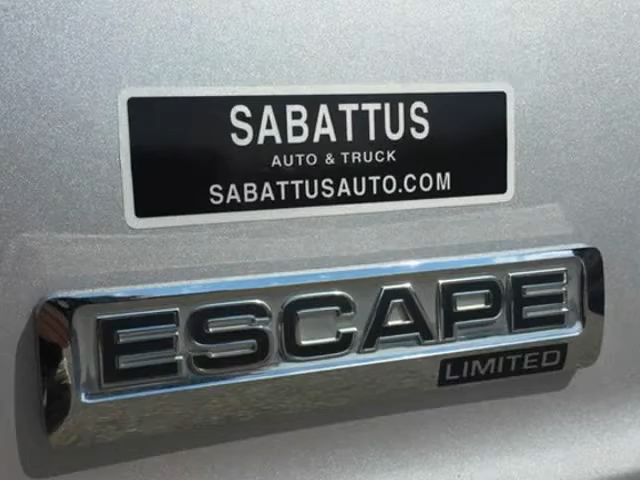 SABATTUS
AUTO & TRUCK
SABATTUSAUTO.COM
ESCAPE
LIMITED